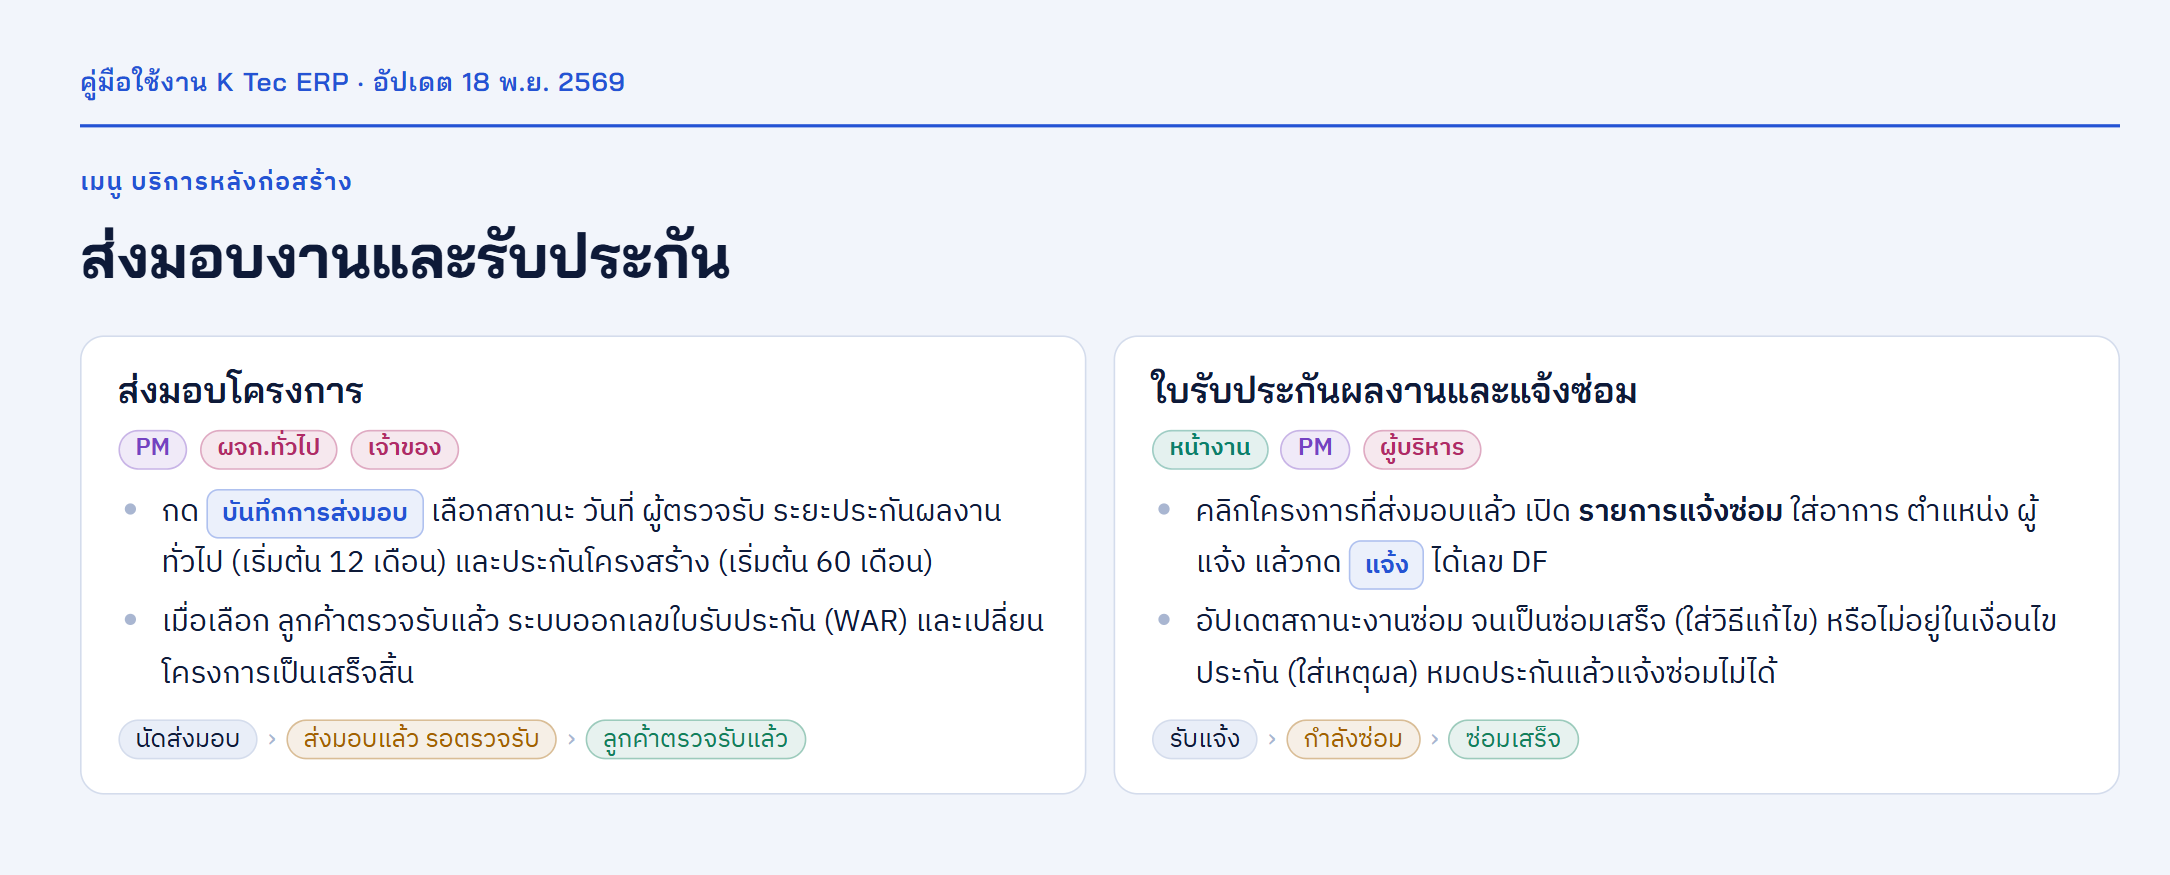 คู่มือใช้งาน K Tec ERP · อัปเดต 18 พ.ย. 2569
เมนู บริการหลังก่อสร้าง
ส่งมอบงานและรับประกัน
ส่งมอบโครงการ
PM ผจก.ทั่วไป เจ้าของ
กด บันทึกการส่งมอบ เลือกสถานะ วันที่ ผู้ตรวจรับ ระยะประกันผลงาน
ทั่วไป (เริ่มต้น 12 เดือน) และประกันโครงสร้าง (เริ่มต้น 60 เดือน)
เมื่อเลือก ลูกค้าตรวจรับแล้ว ระบบออกเลขใบรับประกัน (WAR) และเปลี่ยน
โครงการเป็นเสร็จสิ้น
นัดส่งมอบ › ส่งมอบแล้ว รอตรวจรับ › ลูกค้าตรวจรับแล้ว
ใบรับประกันผลงานและแจ้งซ่อม
หน้างาน PM ผู้บริหาร
คลิกโครงการที่ส่งมอบแล้ว เปิด รายการแจ้งซ่อม ใส่อาการ ตำแหน่ง ผู้
แจ้ง แล้วกด แจ้ง ได้เลข DF
อัปเดตสถานะงานซ่อม จนเป็นซ่อมเสร็จ (ใส่วิธีแก้ไข) หรือไม่อยู่ในเงื่อนไข
ประกัน (ใส่เหตุผล) หมดประกันแล้วแจ้งซ่อมไม่ได้
รับแจ้ง › กำลังซ่อม › ซ่อมเสร็จ